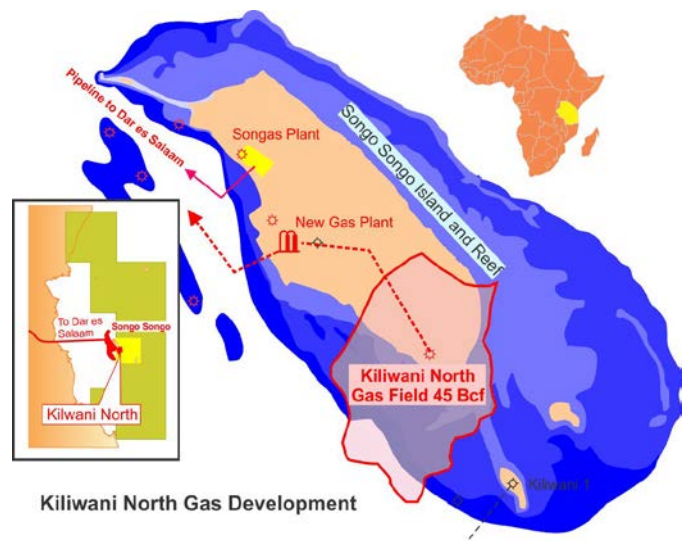 Pipeline to Dar es Salaam
Songas Plant
Songo Songo Island and Reef
New Gas Plant
To Dar es
Salaam
Songo Songo
Kilwani North
Kiliwani North
Gas Field 45 Bcf
Kiliwani 1
Kiliwani North Gas Development